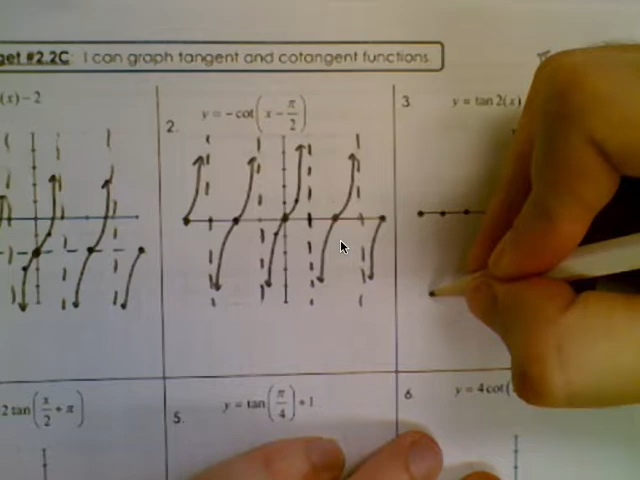 get #2.2C: I can graph tangent and cotangent functions
(x) - 2
2. y = -cot(x - π/2)
3. y = tan 2(x)
2 tan(x/2 + π)
5. y = tan(π/4) + 1
6. y = 4 cot(